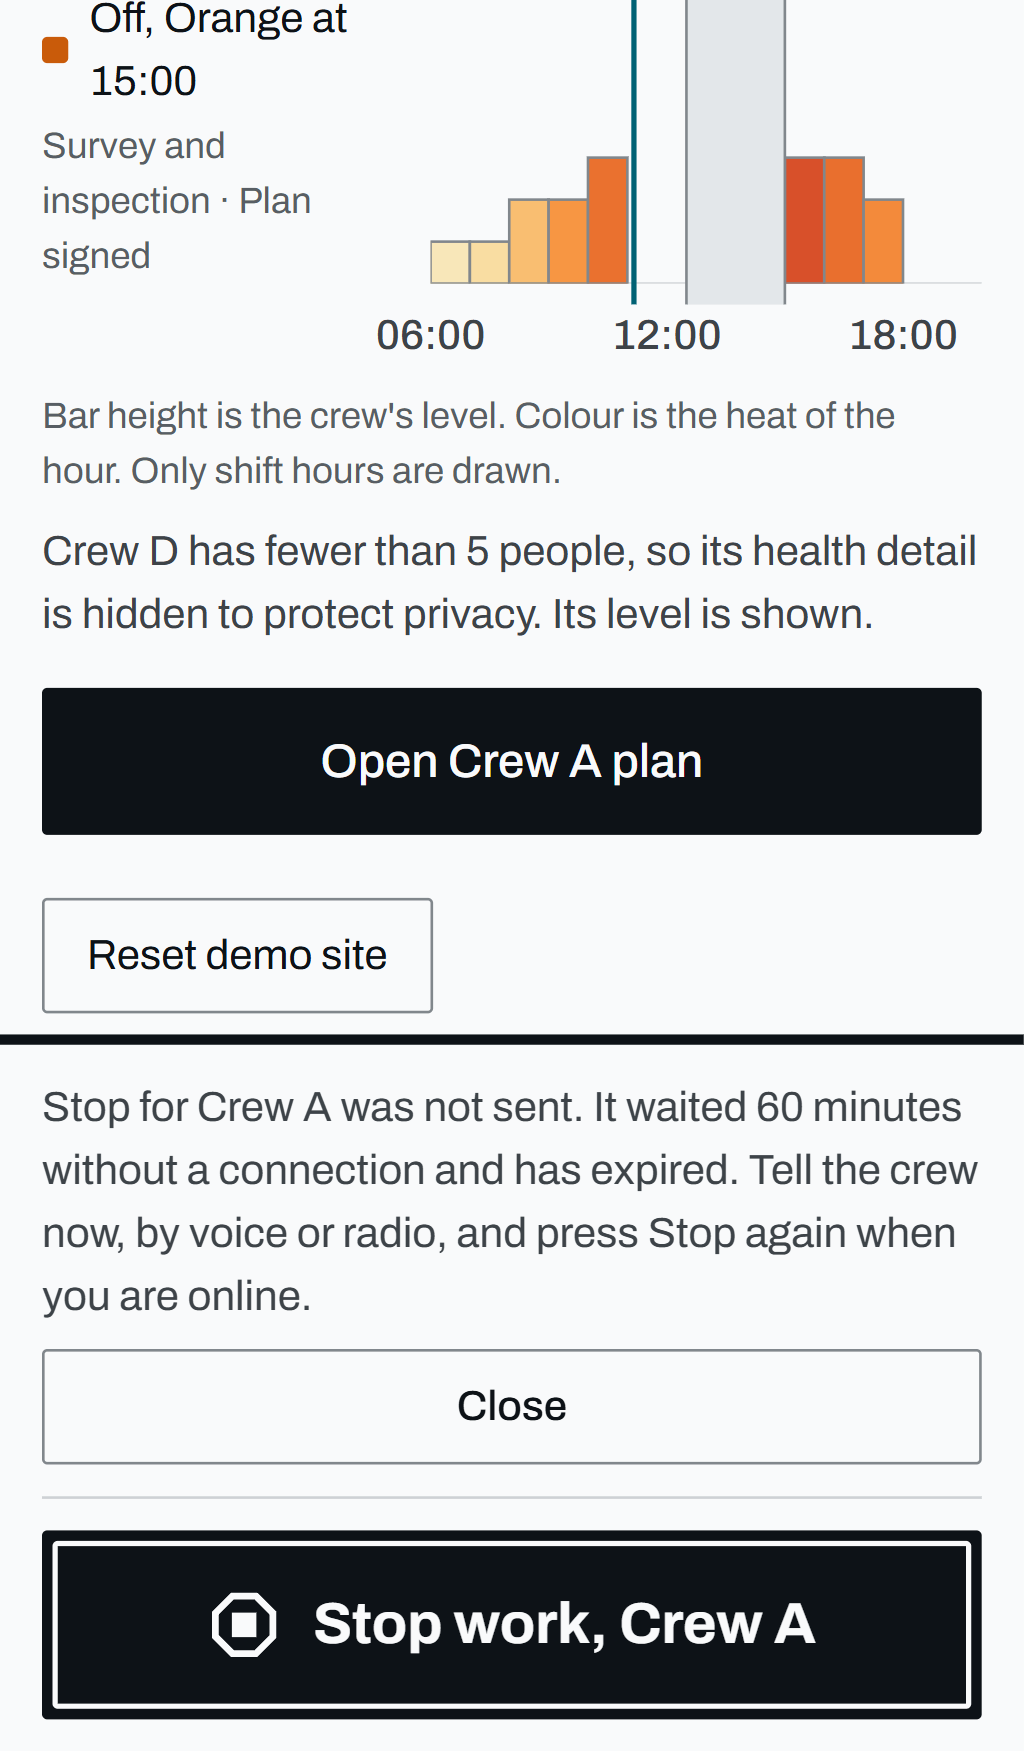 Off, Orange at
15:00
Survey and
inspection · Plan
signed
06:00 12:00 18:00
Bar height is the crew's level. Colour is the heat of the
hour. Only shift hours are drawn.
Crew D has fewer than 5 people, so its health detail
is hidden to protect privacy. Its level is shown.
Open Crew A plan
Reset demo site
Stop for Crew A was not sent. It waited 60 minutes
without a connection and has expired. Tell the crew
now, by voice or radio, and press Stop again when
you are online.
Close
Stop work, Crew A